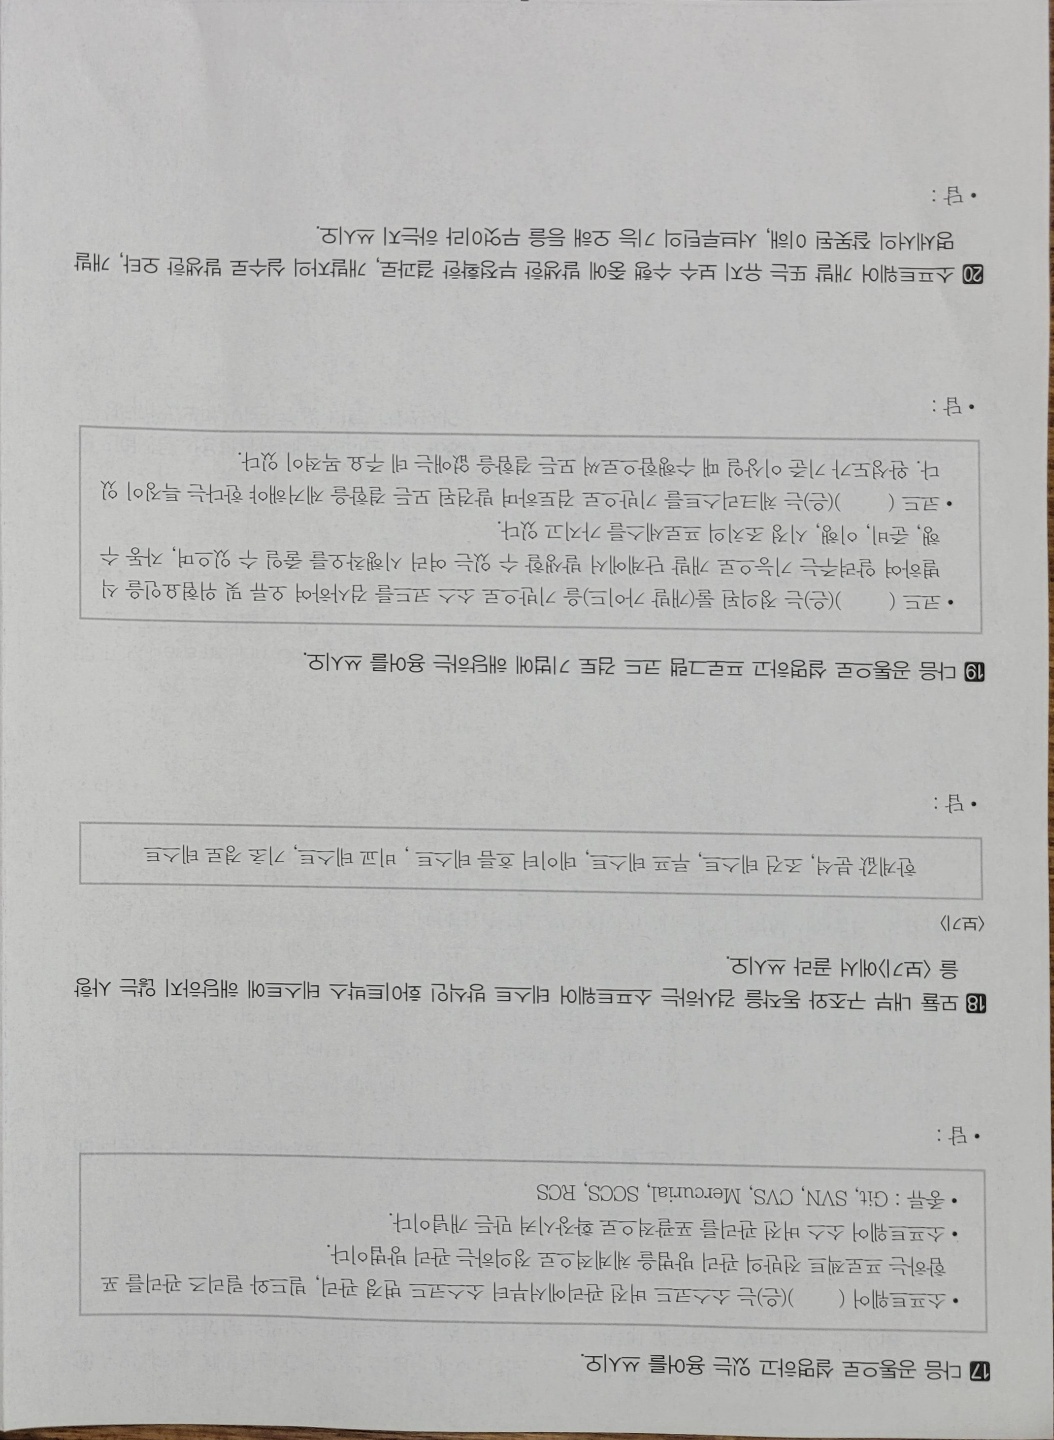 17 다음 공통으로 설명하고 있는 용어를 쓰시오.
• 소프트웨어 (          )(은)는 소스코드 버전 관리에서부터 소스코드 변경 관리, 빌드와 릴리즈 관리를 포
함하는 프로젝트 전반의 관리 방법을 체계적으로 정의하는 관리 방법이다.
• 소프트웨어 소스 버전 관리를 포괄적으로 확장시켜 만든 개념이다.
• 종류 : Git, SVN, CVS, Mercurial, SCCS, RCS
• 답 :
18 모듈 내부 구조와 동작을 검사하는 소프트웨어 테스트 방식인 화이트박스 테스트에 해당하지 않는 사항
을 <보기>에서 골라 쓰시오.
<보기>
한계값 분석, 조건 테스트, 루프 테스트, 데이터 흐름 테스트 , 비교 테스트, 기초 경로 테스트
• 답 :
19 다음 공통으로 설명하고 프로그램 코드 검토 기법에 해당하는 용어를 쓰시오.
• 코드 (          )(은)는 정의된 룰(개발 가이드)을 기반으로 소스 코드를 검사하여 오류 및 위험요인을 식
별하여 알려주는 기능으로 개발 단계에서 발생할 수 있는 여러 시행착오를 줄일 수 있으며, 자동 수
행, 준비, 이행, 시정 조치의 프로세스를 가지고 있다.
• 코드 (          )(은)는 체크리스트를 기반으로 검토하며 발견된 모든 결함을 제거해야 한다는 특징이 있
다. 완성도가 기준 이상일 때 수행함으로써 모든 결함을 없애는 데 주요 목적이 있다.
• 답 :
20 소프트웨어 개발 또는 유지 보수 수행 중에 발생한 부정확한 결과로, 개발자의 실수로 발생한 오타, 개발
명세서의 잘못된 이해, 서브루틴의 기능 오해 등을 무엇이라 하는지 쓰시오.
• 답 :